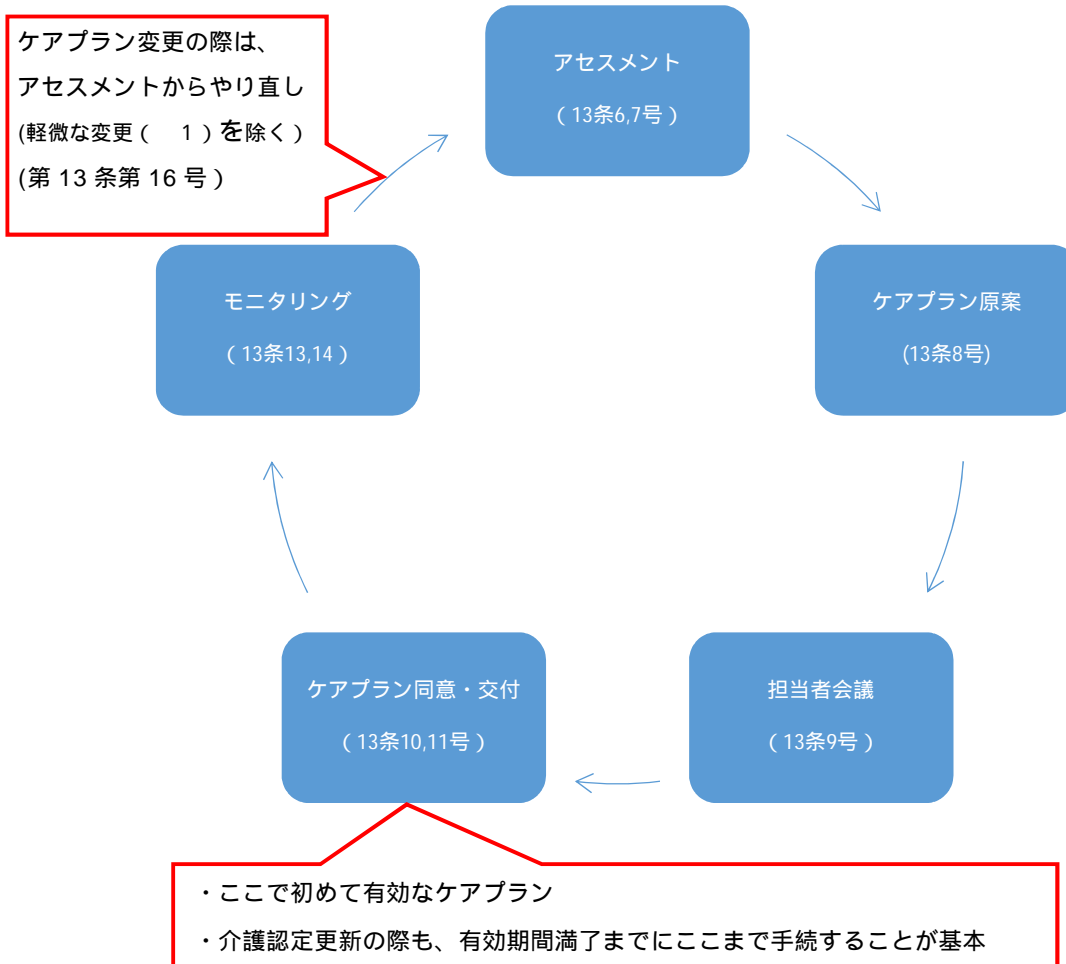 ケアプラン変更の際は、
アセスメントからやり直し
(軽微な変更（　1）を除く）
(第 13 条第 16 号）
アセスメント
（13条6,7号）
モニタリング
（13条13,14）
ケアプラン原案
(13条8号)
ケアプラン同意・交付
（13条10,11号）
担当者会議
（13条9号）
・ここで初めて有効なケアプラン
・介護認定更新の際も、有効期間満了までにここまで手続することが基本